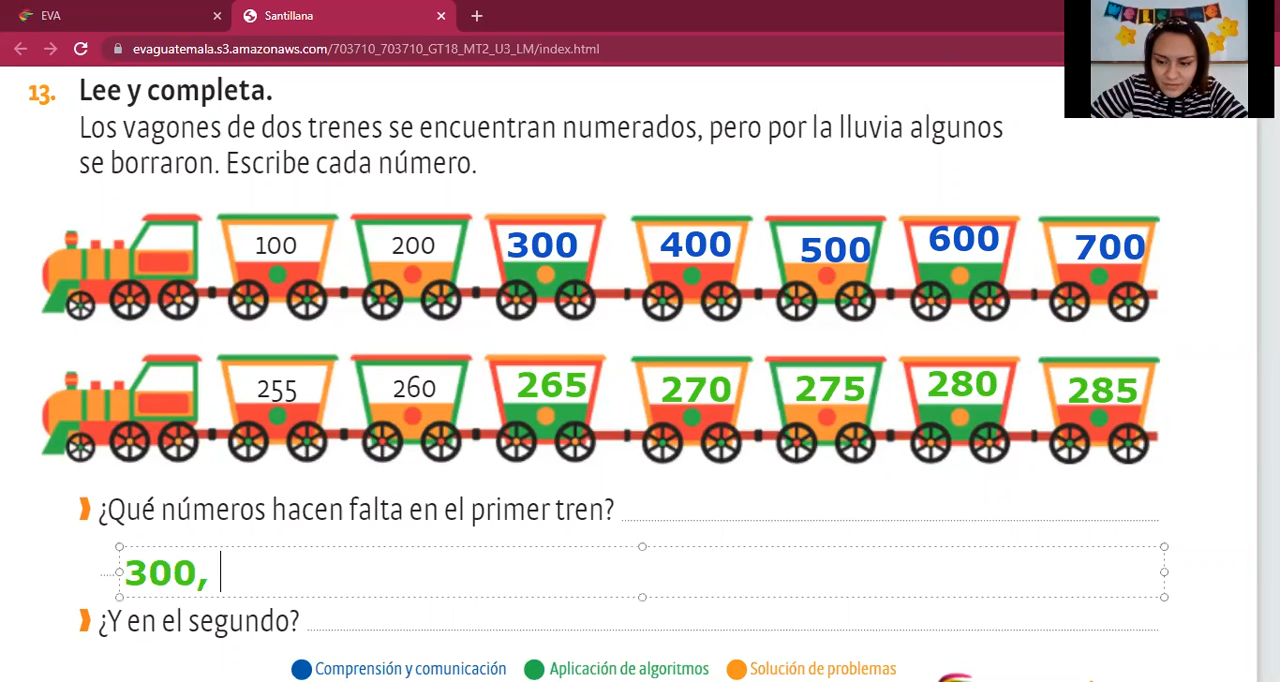 EVA
Santillana
evaguatemala.s3.amazonaws.com/703710_703710_GT18_MT2_U3_LM/index.html
WELCOME
13. Lee y completa.
Los vagones de dos trenes se encuentran numerados, pero por la lluvia algunos
se borraron. Escribe cada número.
100 200 300 400 500 600 700
255 260 265 270 275 280 285
¿Qué números hacen falta en el primer tren?
300,
¿Y en el segundo?
Comprensión y comunicación Aplicación de algoritmos Solución de problemas